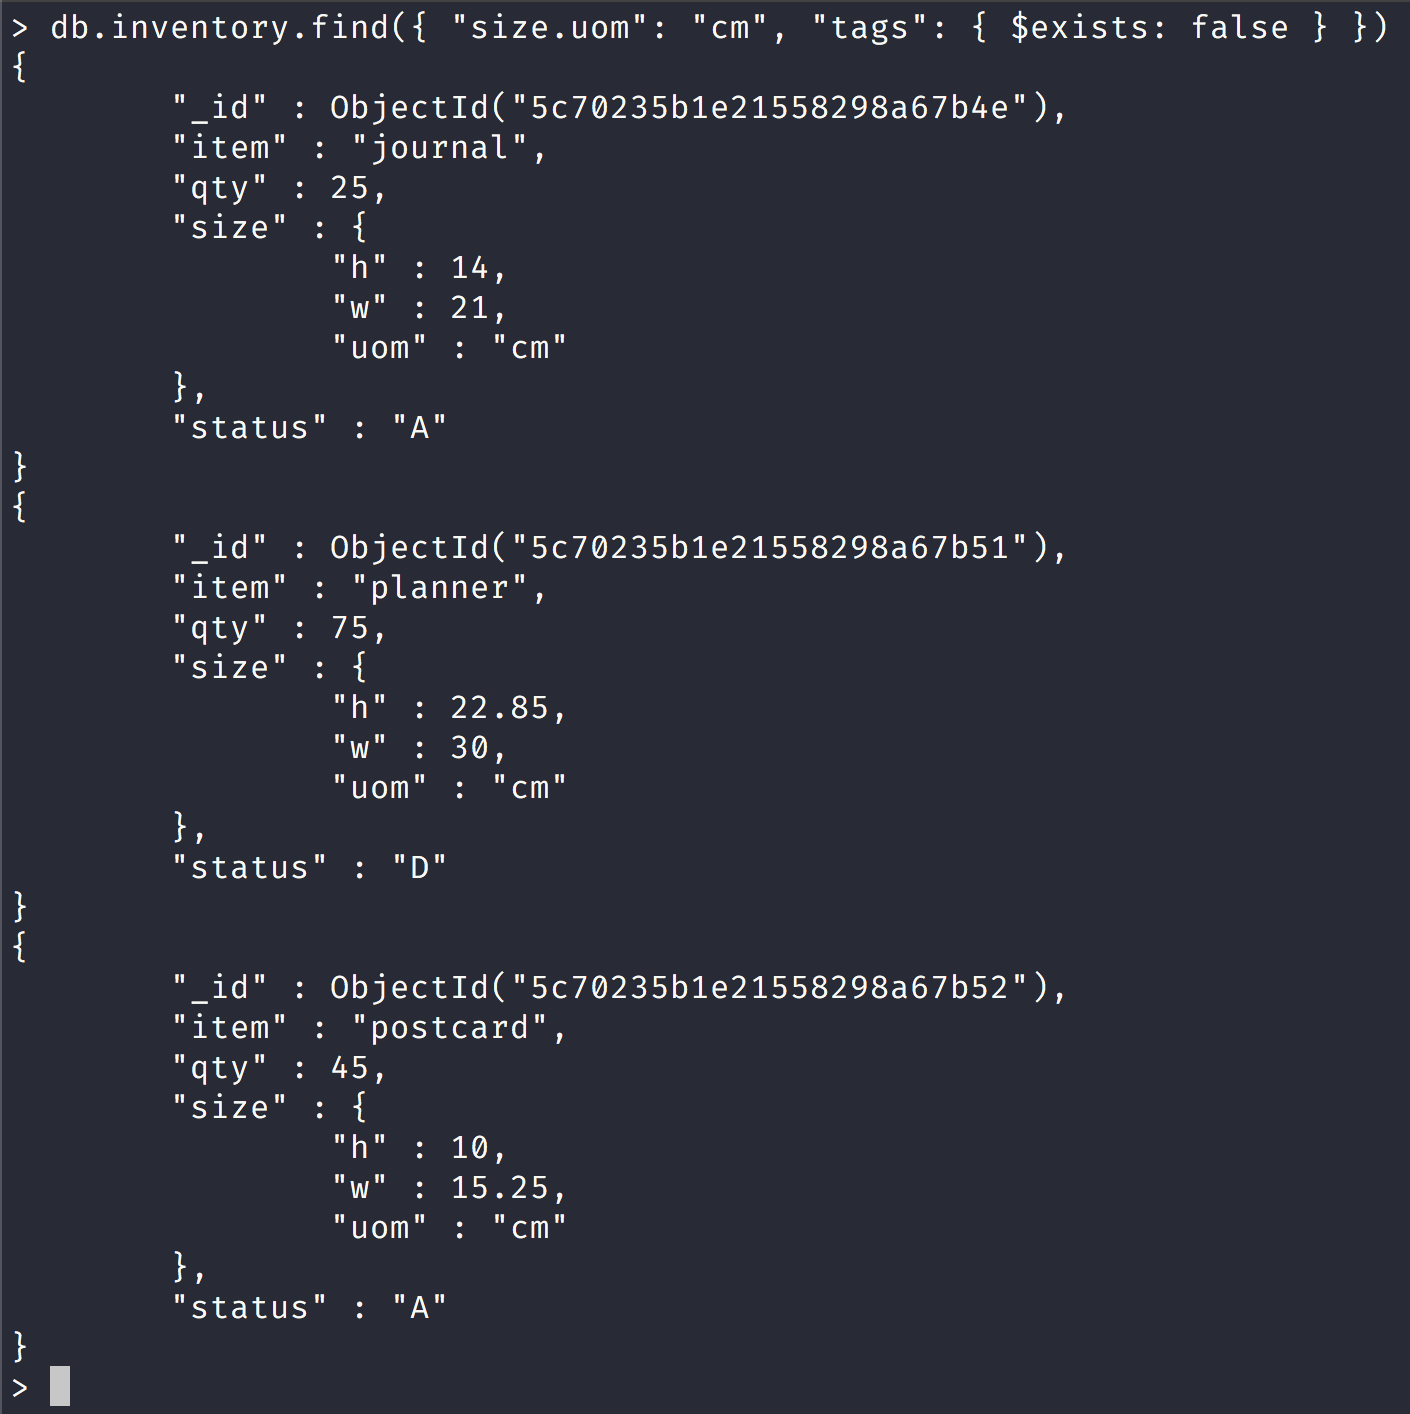 > db.inventory.find({ "size.uom": "cm", "tags": { $exists: false } })
{
        "_id" : ObjectId("5c70235b1e21558298a67b4e"),
        "item" : "journal",
        "qty" : 25,
        "size" : {
                "h" : 14,
                "w" : 21,
                "uom" : "cm"
        },
        "status" : "A"
}
{
        "_id" : ObjectId("5c70235b1e21558298a67b51"),
        "item" : "planner",
        "qty" : 75,
        "size" : {
                "h" : 22.85,
                "w" : 30,
                "uom" : "cm"
        },
        "status" : "D"
}
{
        "_id" : ObjectId("5c70235b1e21558298a67b52"),
        "item" : "postcard",
        "qty" : 45,
        "size" : {
                "h" : 10,
                "w" : 15.25,
                "uom" : "cm"
        },
        "status" : "A"
}
>